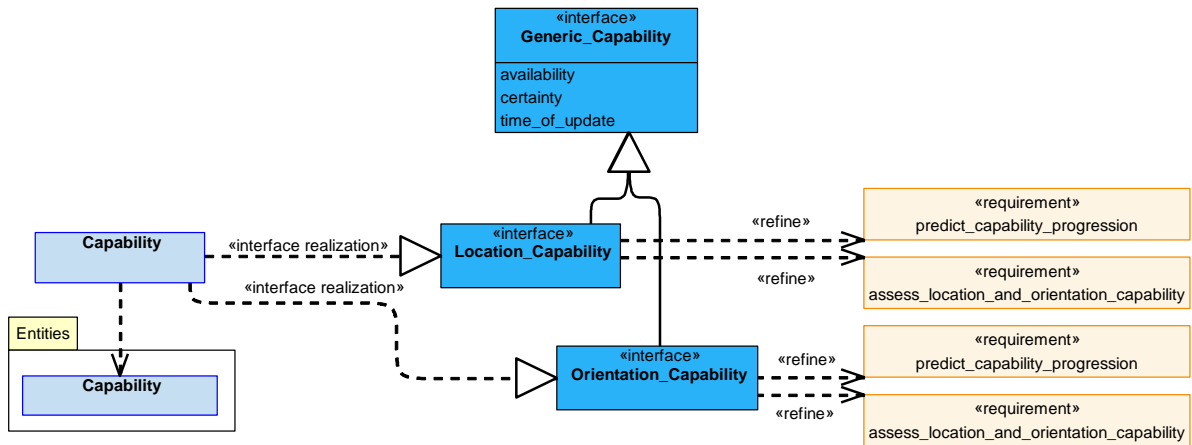 «interface»
Generic_Capability
availability
certainty
time_of_update
«requirement»
predict_capability_progression
«refine»
«interface»
Location_Capability
Capability
«interface realization»
«refine»
«requirement»
assess_location_and_orientation_capability
«interface realization»
Entities
Capability
«interface»
Orientation_Capability
«refine»
«requirement»
predict_capability_progression
«refine»
«requirement»
assess_location_and_orientation_capability